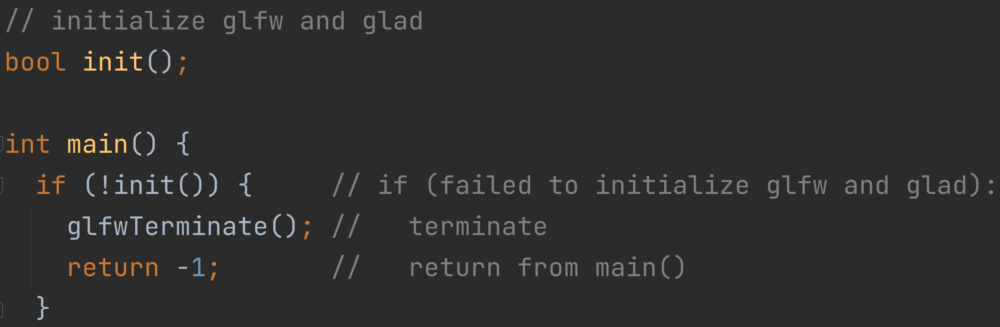 // initialize glfw and glad
bool init();

int main() {
  if (!init()) {     // if (failed to initialize glfw and glad):
    glfwTerminate(); //   terminate
    return -1;       //   return from main()
  }